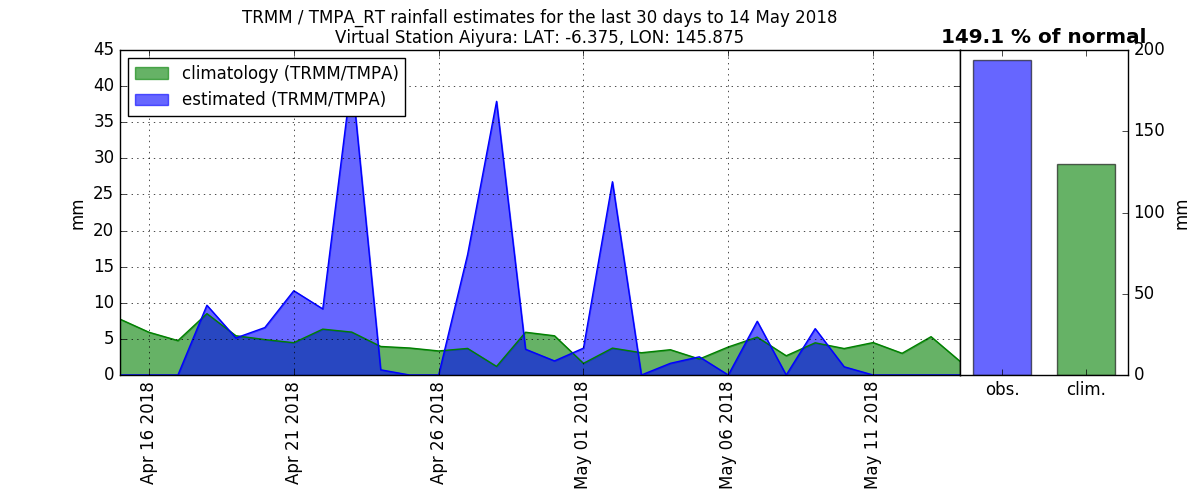 TRMM / TMPA_RT rainfall estimates for the last 30 days to 14 May 2018
Virtual Station Aiyura: LAT: -6.375, LON: 145.875
149.1 % of normal
climatology (TRMM/TMPA)
estimated (TRMM/TMPA)
45
40
35
30
25
20
15
10
5
0
mm
Apr 16 2018
Apr 21 2018
Apr 26 2018
May 01 2018
May 06 2018
May 11 2018
200
150
100
50
0
mm
obs.
clim.